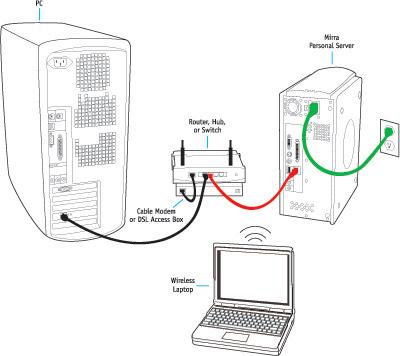 PC
Mirra
Personal Server
Router, Hub,
or Switch
Cable Modem
or DSL Access Box
Wireless
Laptop